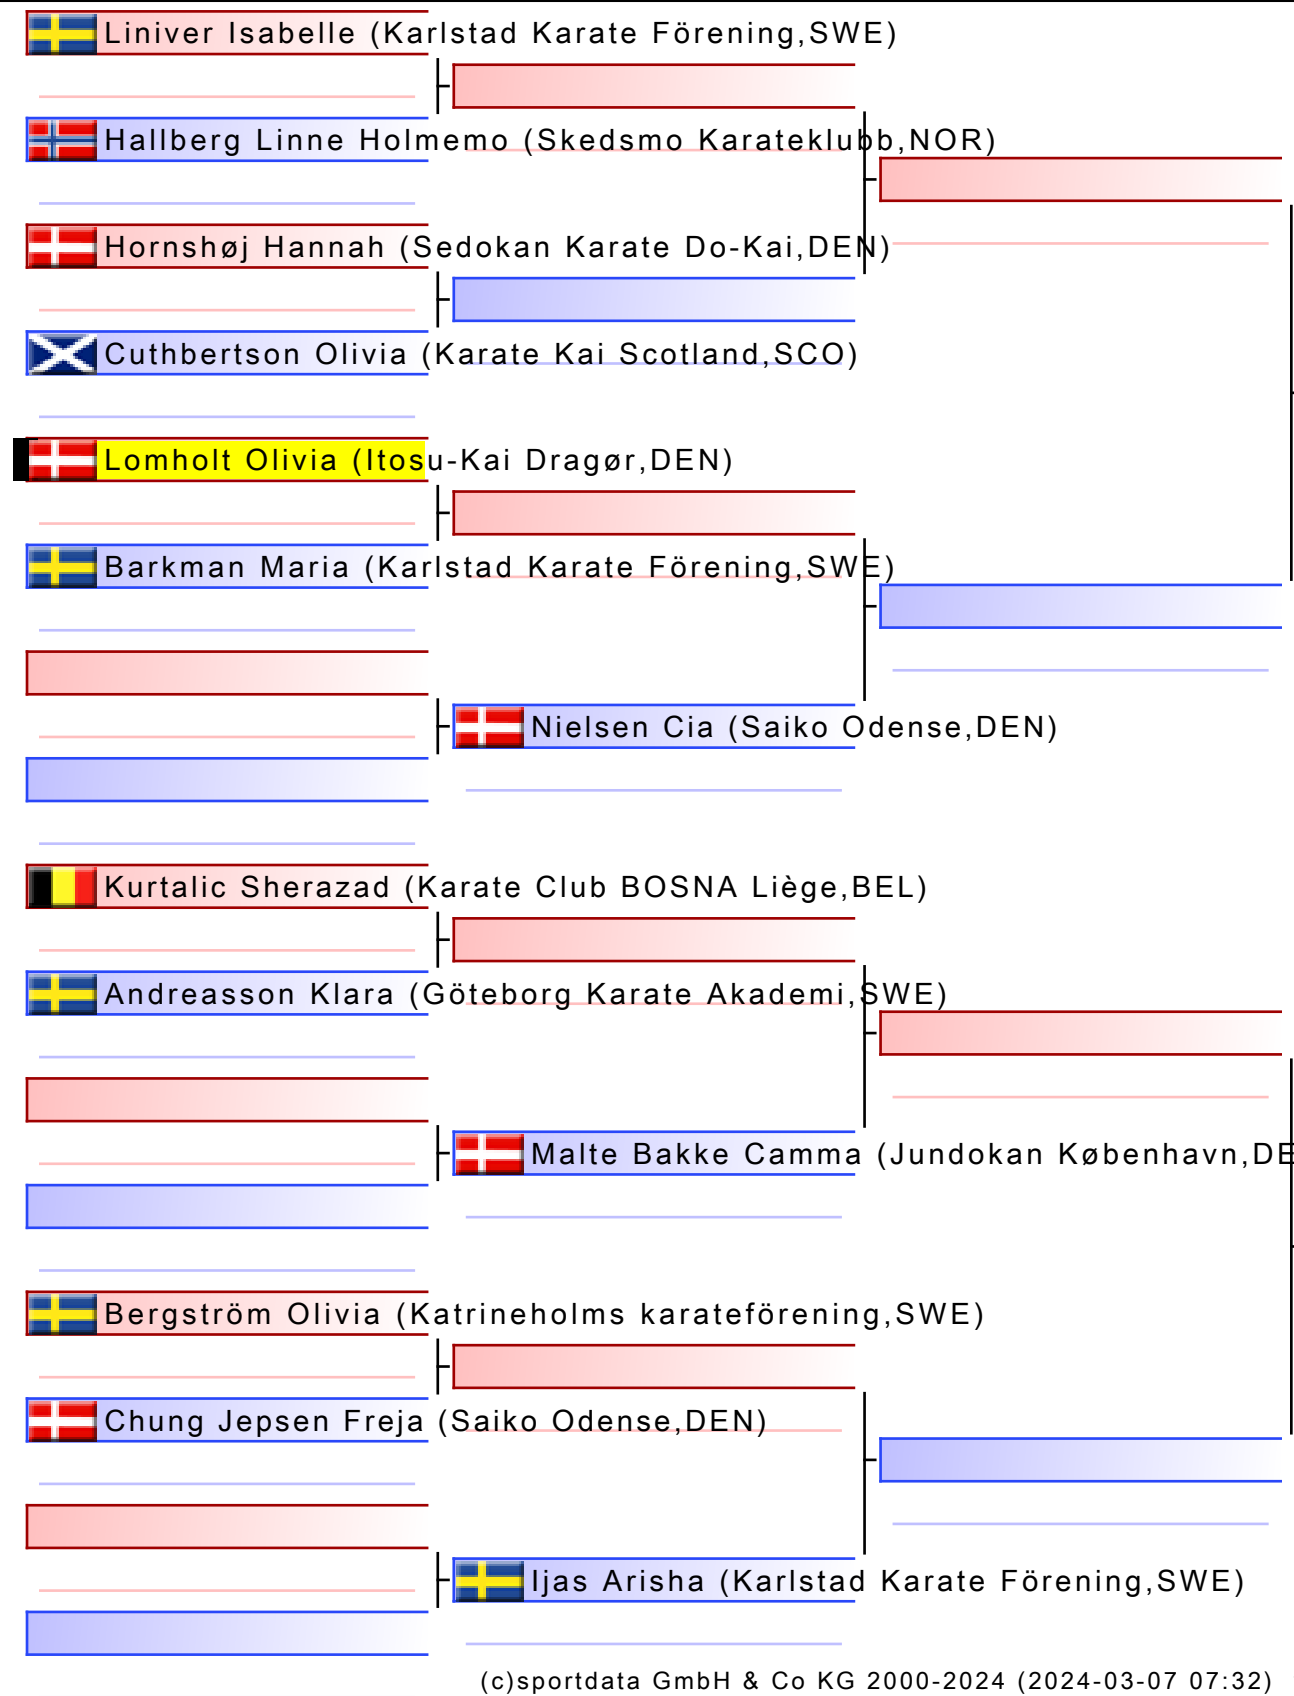 Liniver Isabelle (Karlstad Karate Förening,SWE)
Hallberg Linne Holmemo (Skedsmo Karateklubb,NOR)
Hornshøj Hannah (Sedokan Karate Do-Kai,DEN)
Cuthbertson Olivia (Karate Kai Scotland,SCO)
Lomholt Olivia (Itosu-Kai Dragør,DEN)
Barkman Maria (Karlstad Karate Förening,SWE)
Nielsen Cia (Saiko Odense,DEN)
Kurtalic Sherazad (Karate Club BOSNA Liège,BEL)
Andreasson Klara (Göteborg Karate Akademi,SWE)
Malte Bakke Camma (Jundokan København,DE
Bergström Olivia (Katrineholms karateförening,SWE)
Chung Jepsen Freja (Saiko Odense,DEN)
Ijas Arisha (Karlstad Karate Förening,SWE)
(c)sportdata GmbH & Co KG 2000-2024 (2024-03-07 07:32)